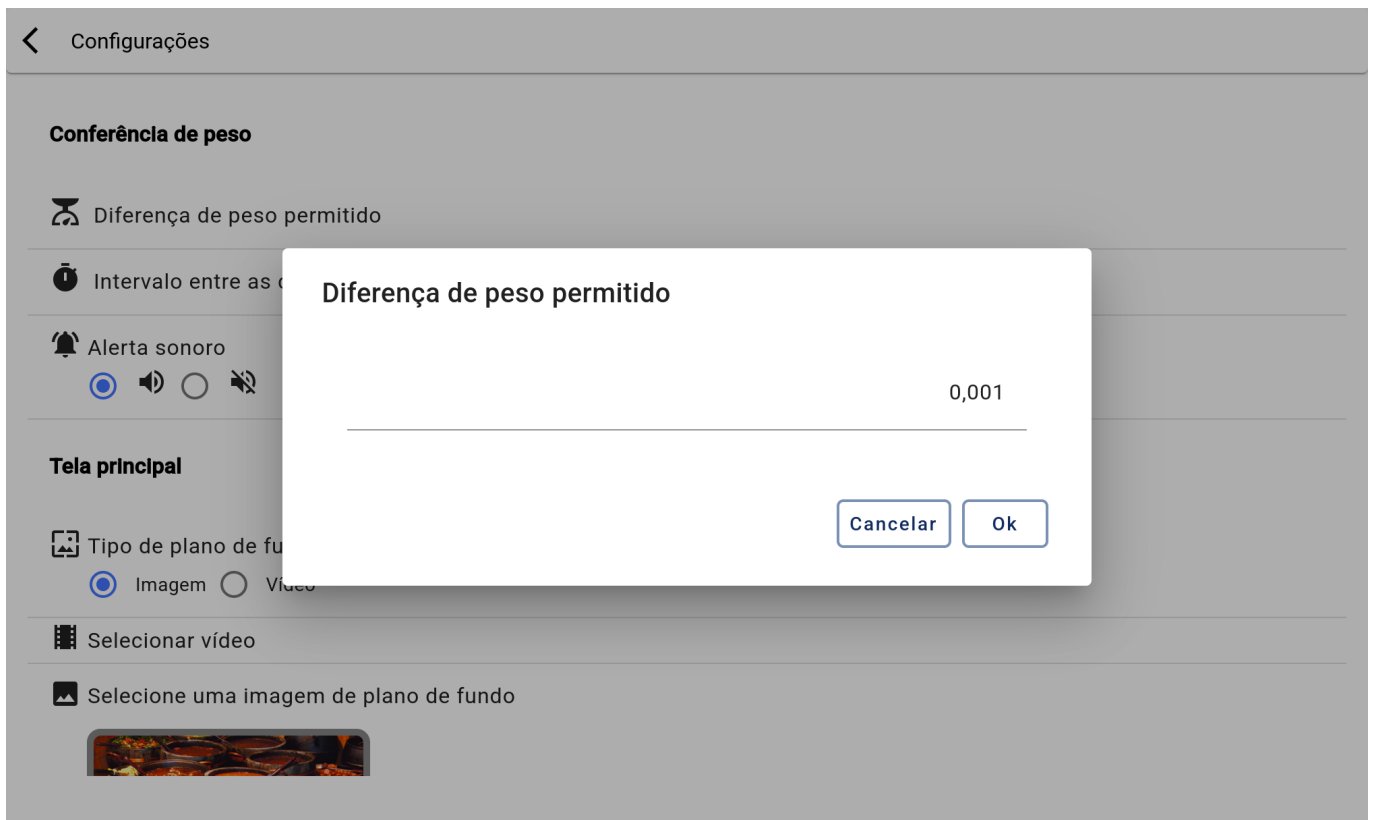 Configurações
Conferência de peso
Diferença de peso permitido
Intervalo entre as
Diferença de peso permitido
0,001
Cancelar Ok
Alerta sonoro
Tela principal
Tipo de plano de
Imagem Vídeo
Selecionar vídeo
Selecione uma imagem de plano de fundo